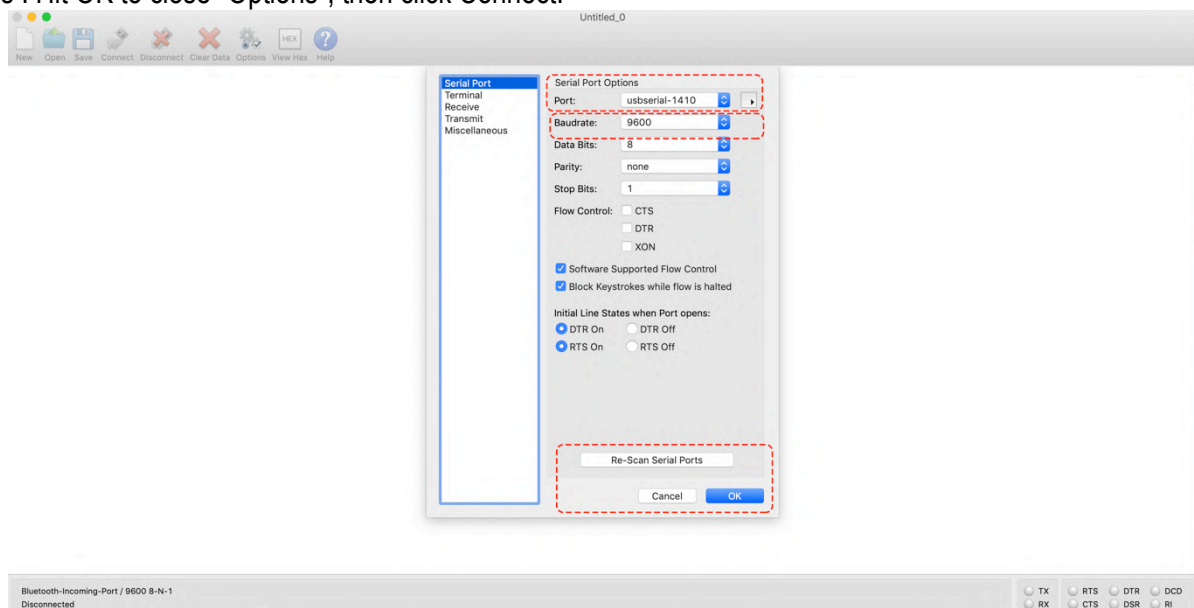 then click Connect.
Untitled_0
New Open Save Connect Disconnect Clear Data Options View Hex Help
HEX
Serial Port
Terminal
Receive
Transmit
Miscellaneous
Serial Port Options
Port: usbserial-1410
Baudrate: 9600
Data Bits: 8
Parity: none
Stop Bits: 1
Flow Control: CTS
DTR
XON
Software Supported Flow Control
Block Keystrokes while flow is halted
Initial Line States when Port opens:
DTR On DTR Off
RTS On RTS Off
Re-Scan Serial Ports
Cancel OK
Bluetooth-Incoming-Port / 9600 8-N-1
Disconnected
TX RTS DTR DCD
RX CTS DSR RI